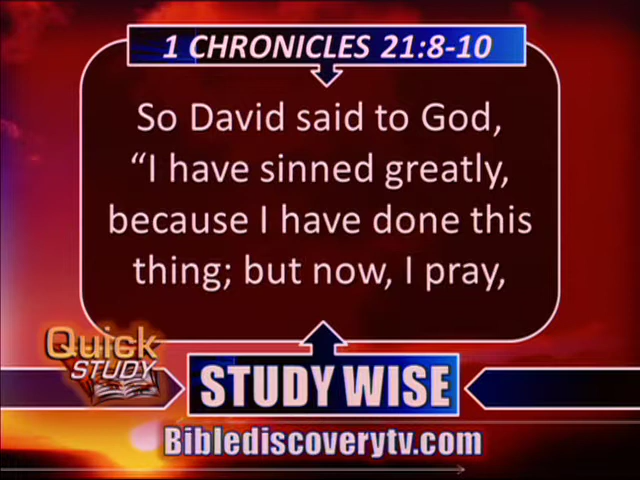 1 CHRONICLES 21:8-10
So David said to God,
“I have sinned greatly,
because I have done this
thing; but now, I pray,
Quick
STUDY
STUDY WISE
Biblediscoverytv.com